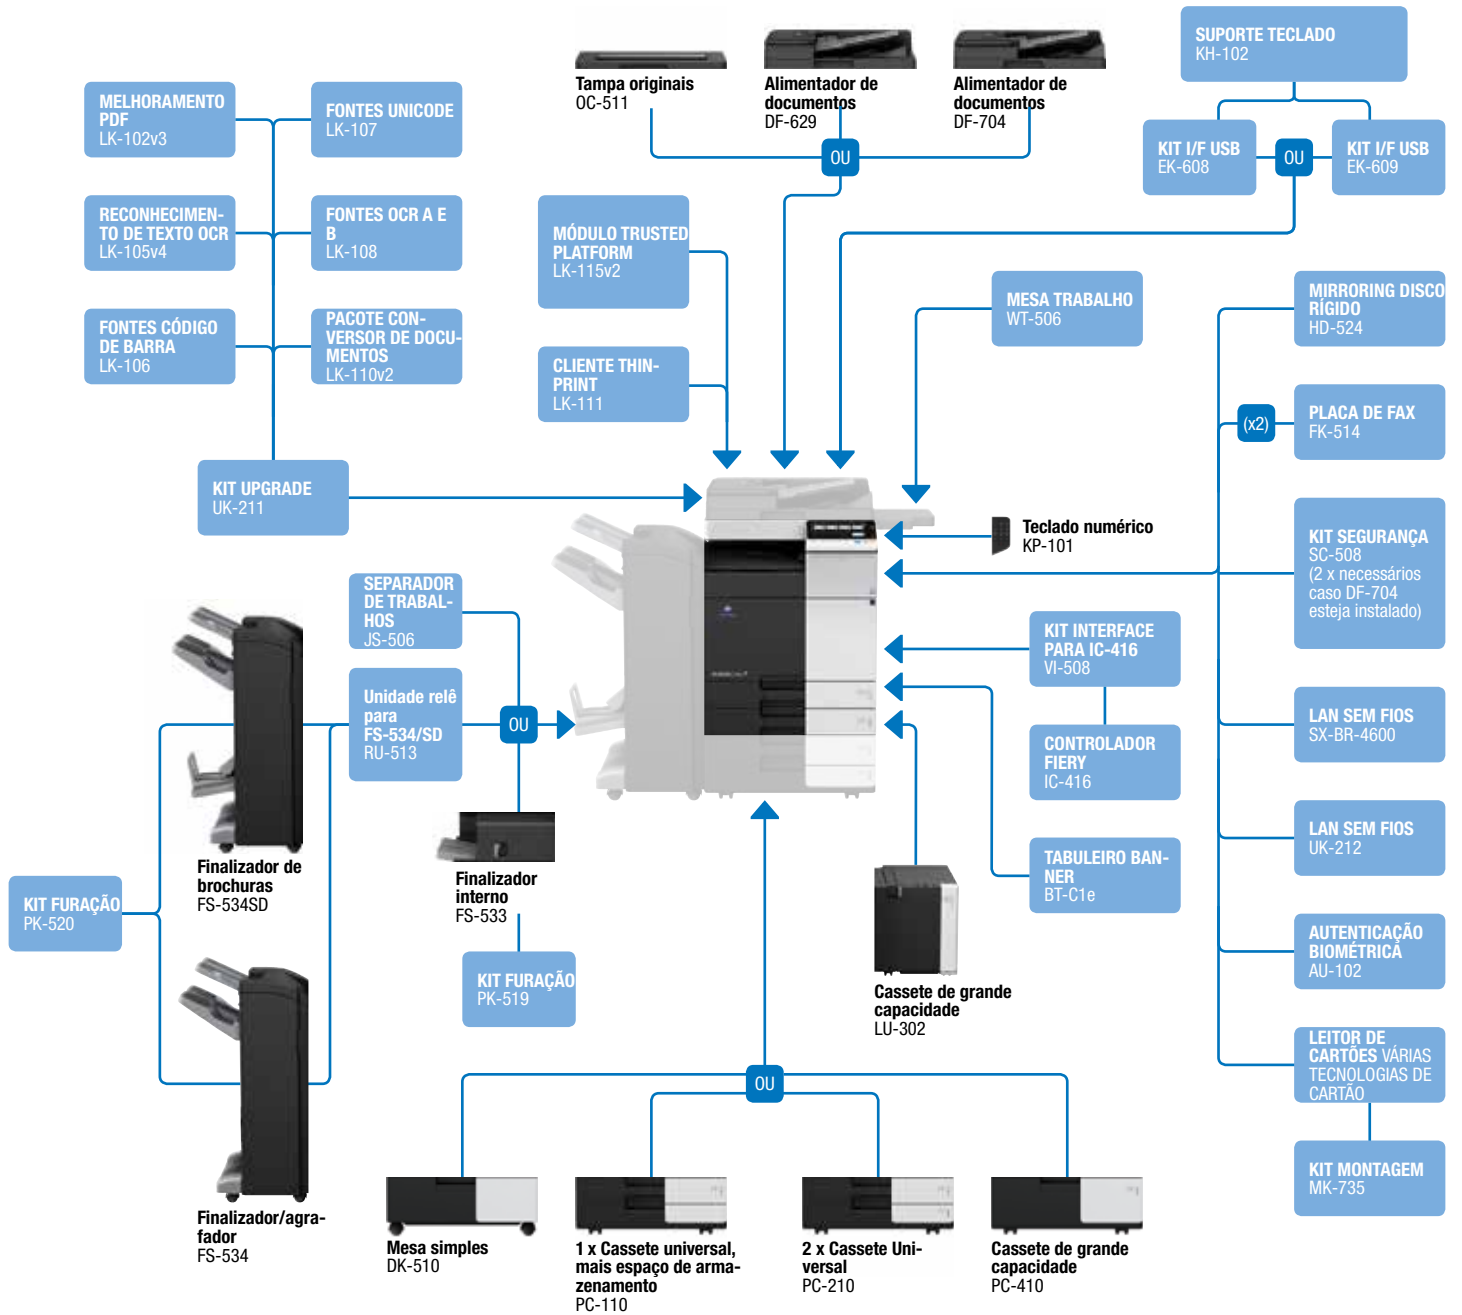 Tampa originais
OC-511
Alimentador de
documentos
DF-629
Alimentador de
documentos
DF-704
SUPORTE TECLADO
KH-102
KIT I/F USB
EK-608
OU
KIT I/F USB
EK-609
OU
MELHORAMENTO
PDF
LK-102v3
FONTES UNICODE
LK-107
RECONHECIMEN-
TO DE TEXTO OCR
LK-105v4
FONTES OCR A E
B
LK-108
FONTES CÓDIGO
DE BARRA
LK-106
PACOTE CON-
VERSOR DE DOCU-
MENTOS
LK-110v2
KIT UPGRADE
UK-211
MÓDULO TRUSTED
PLATFORM
LK-115v2
CLIENTE THIN-
PRINT
LK-111
MESA TRABALHO
WT-506
MIRRORING DISCO
RÍGIDO
HD-524
(x2)
PLACA DE FAX
FK-514
Teclado numérico
KP-101
KIT SEGURANÇA
SC-508
(2 x necessários
caso DF-704
esteja instalado)
SEPARADOR
DE TRABAL-
HOS
JS-506
Unidade relê
para
FS-534/SD
RU-513
OU
KIT INTERFACE
PARA IC-416
VI-508
CONTROLADOR
FIERY
IC-416
LAN SEM FIOS
SX-BR-4600
LAN SEM FIOS
UK-212
TABULEIRO BAN-
NER
BT-C1e
Finalizador de
brochuras
FS-534SD
Finalizador
interno
FS-533
KIT FURAÇÃO
PK-520
KIT FURAÇÃO
PK-519
Cassete de grande
capacidade
LU-302
AUTENTICAÇÃO
BIOMÉTRICA
AU-102
LEITOR DE
CARTÕES VÁRIAS
TECNOLOGIAS DE
CARTÃO
KIT MONTAGEM
MK-735
OU
Finalizador/agra-
fador
FS-534
Mesa simples
DK-510
1 x Cassete universal,
mais espaço de arma-
zenamento
PC-110
2 x Cassete Uni-
versal
PC-210
Cassete de grande
capacidade
PC-410